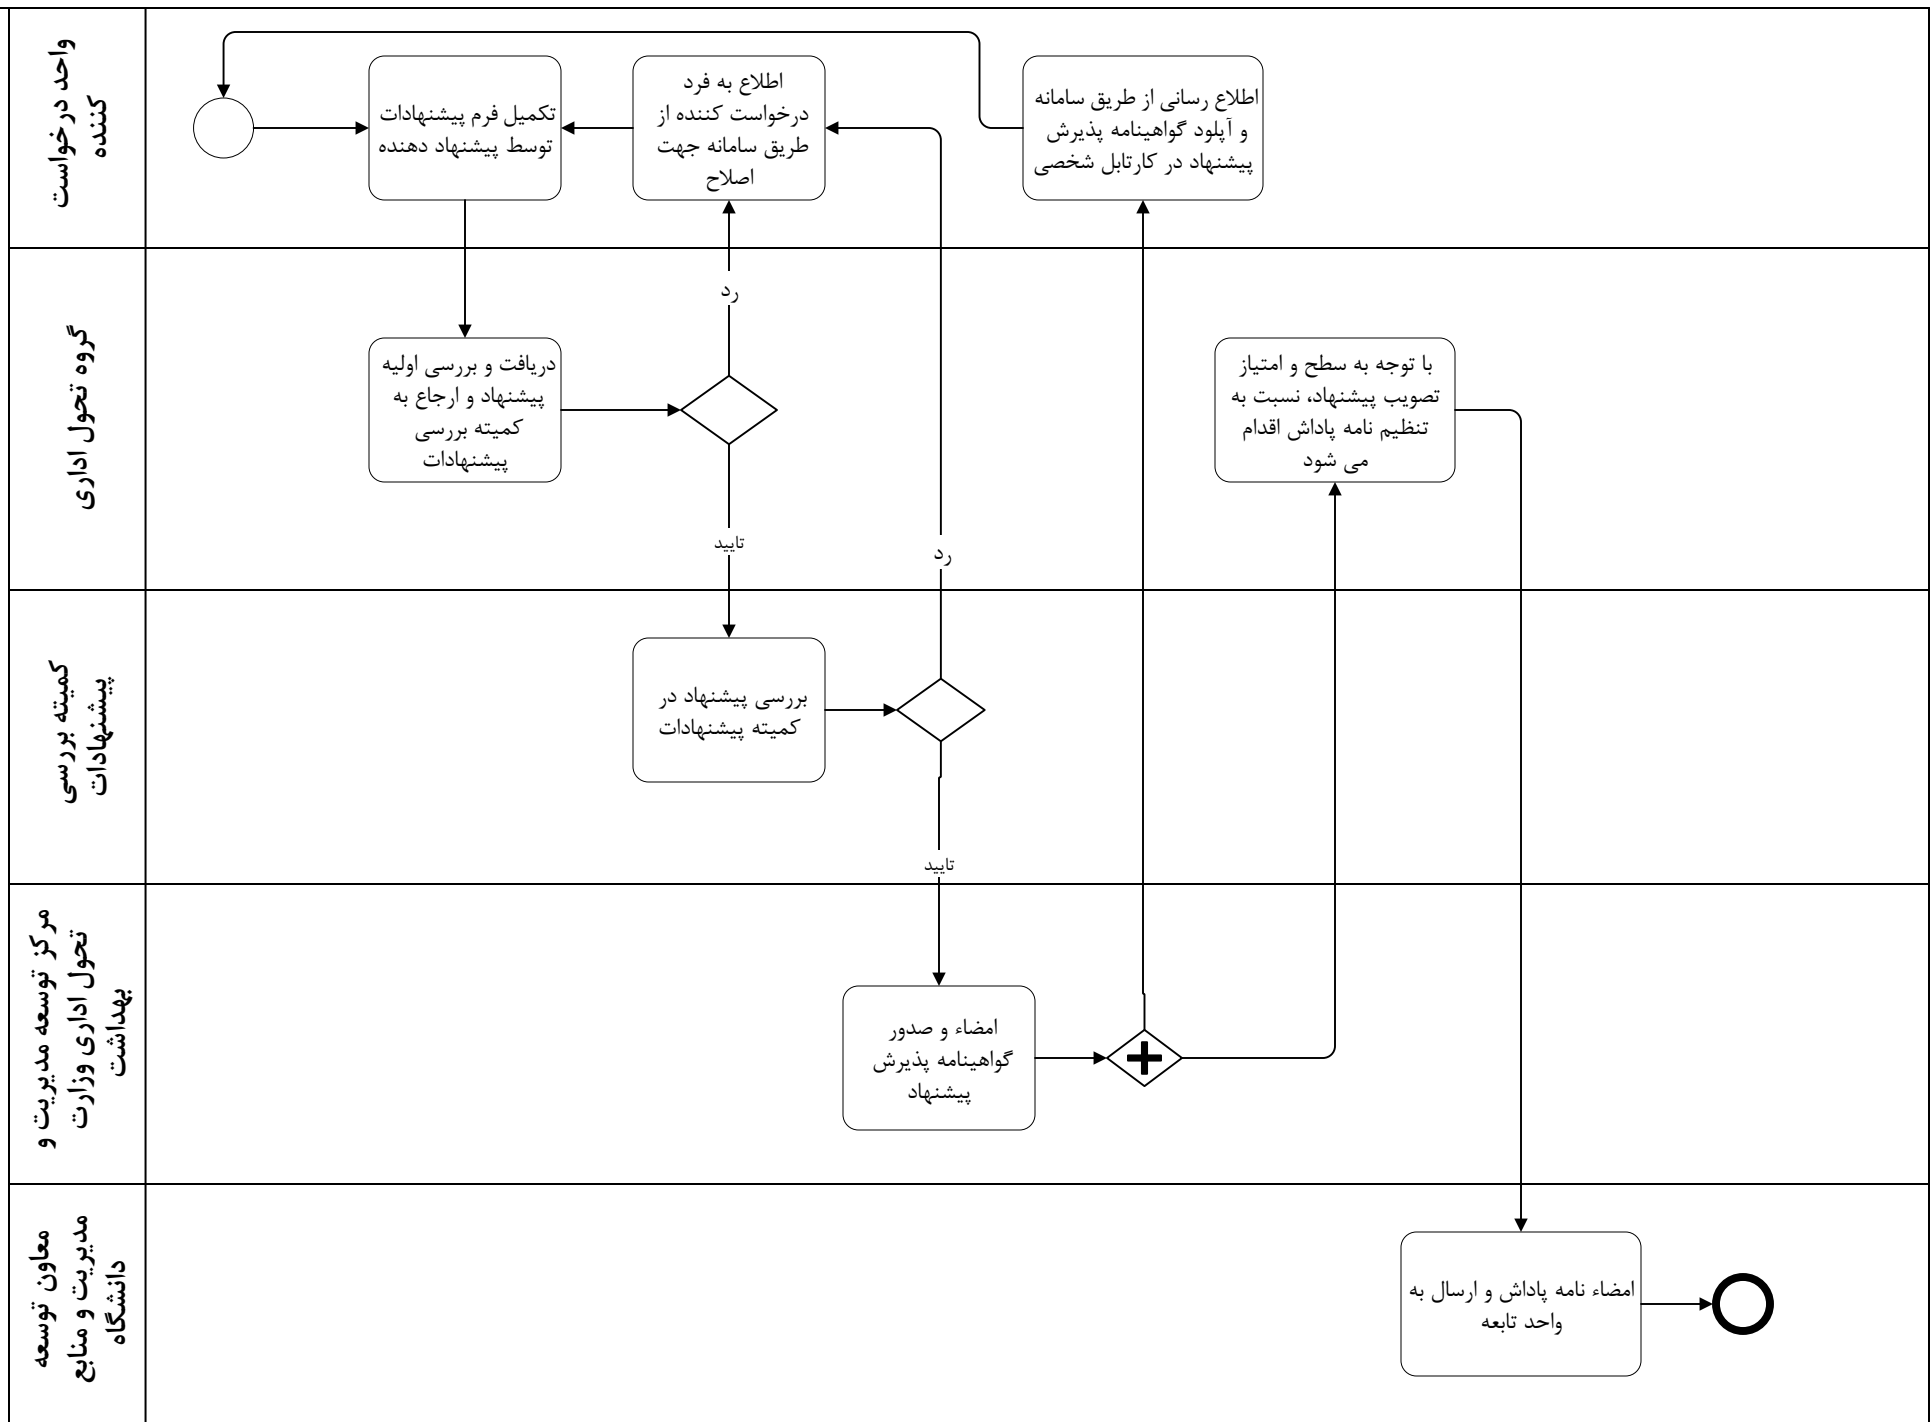 واحد درخواست
کننده
تکمیل فرم پیشنهادات
توسط پیشنهاد دهنده
اطلاع به فرد
درخواست کننده از
طریق سامانه جهت
اصلاح
اطلاع رسانی از طریق سامانه
و آپلود گواهینامه پذیرش
پیشنهاد در کارتابل شخصی
گروه تحول اداری
دریافت و بررسی اولیه
پیشنهاد و ارجاع به
کمیته بررسی
پیشنهادات
رد
تایید
رد
با توجه به سطح و امتیاز
تصویب پیشنهاد، نسبت به
تنظیم نامه پاداش اقدام
می شود
کمیته بررسی
پیشنهادات
بررسی پیشنهاد در
کمیته پیشنهادات
تایید
مرکز توسعه مدیریت و
تحول اداری وزارت
بهداشت
امضاء و صدور
گواهینامه پذیرش
پیشنهاد
معاون توسعه
مدیریت و منابع
دانشگاه
امضاء نامه پاداش و ارسال به
واحد تابعه